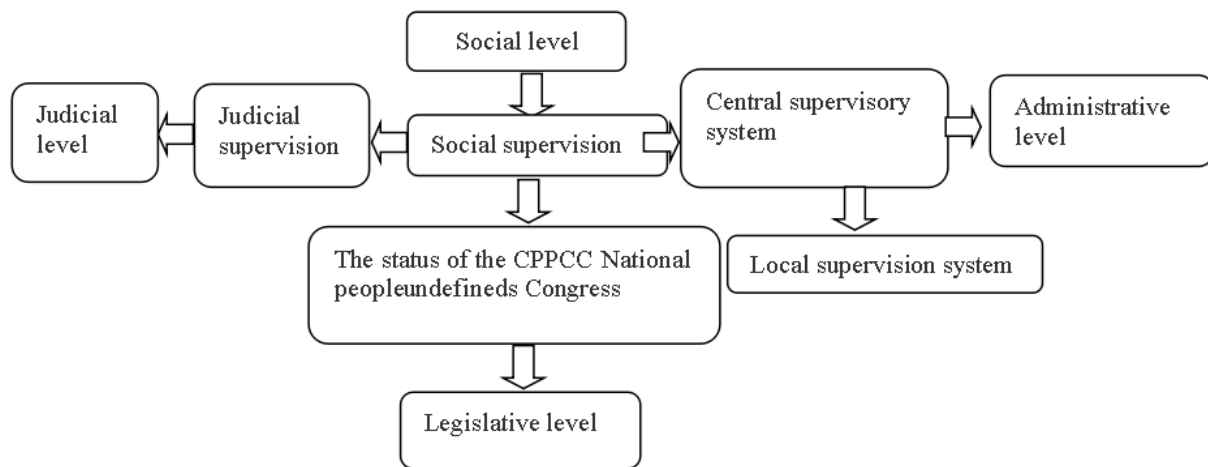 Social level
Judicial
level
Judicial
supervision
Social supervision
Central supervisory
system
Administrative
level
The status of the CPPCC National
peopleundefineds Congress
Local supervision system
Legislative level